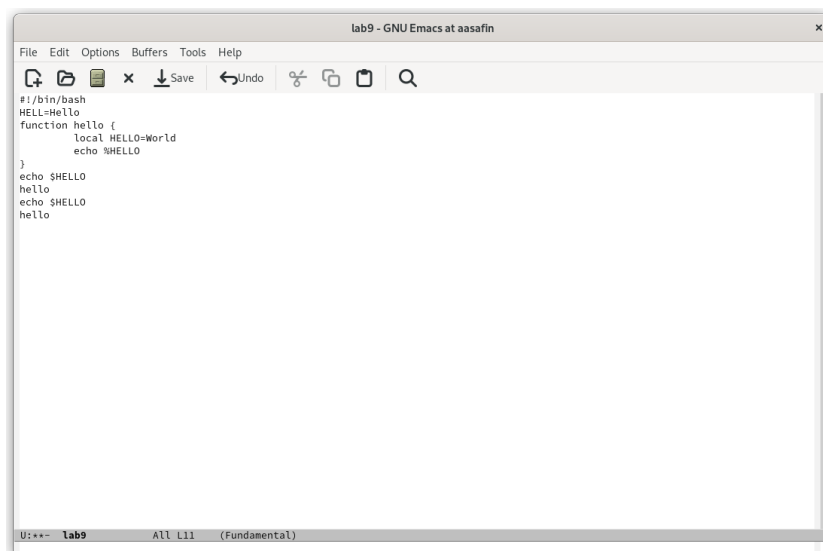 lab9 - GNU Emacs at aasafin
File Edit Options Buffers Tools Help
Save Undo
#!/bin/bash
HELL=Hello
function hello {
        local HELLO=World
        echo %HELLO
}
echo $HELLO
hello
echo $HELLO
hello
U:**- lab9 All L11 (Fundamental)